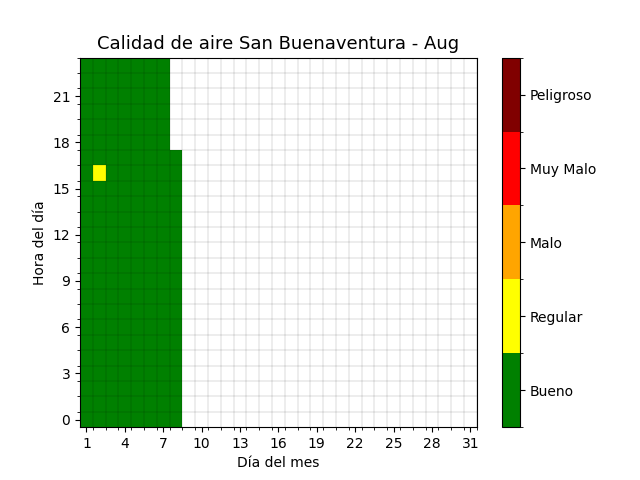 Calidad de aire San Buenaventura - Aug
Hora del día
21
18
15
12
9
6
3
0
1 4 7 10 13 16 19 22 25 28 31
Día del mes
Peligroso
Muy Malo
Malo
Regular
Bueno